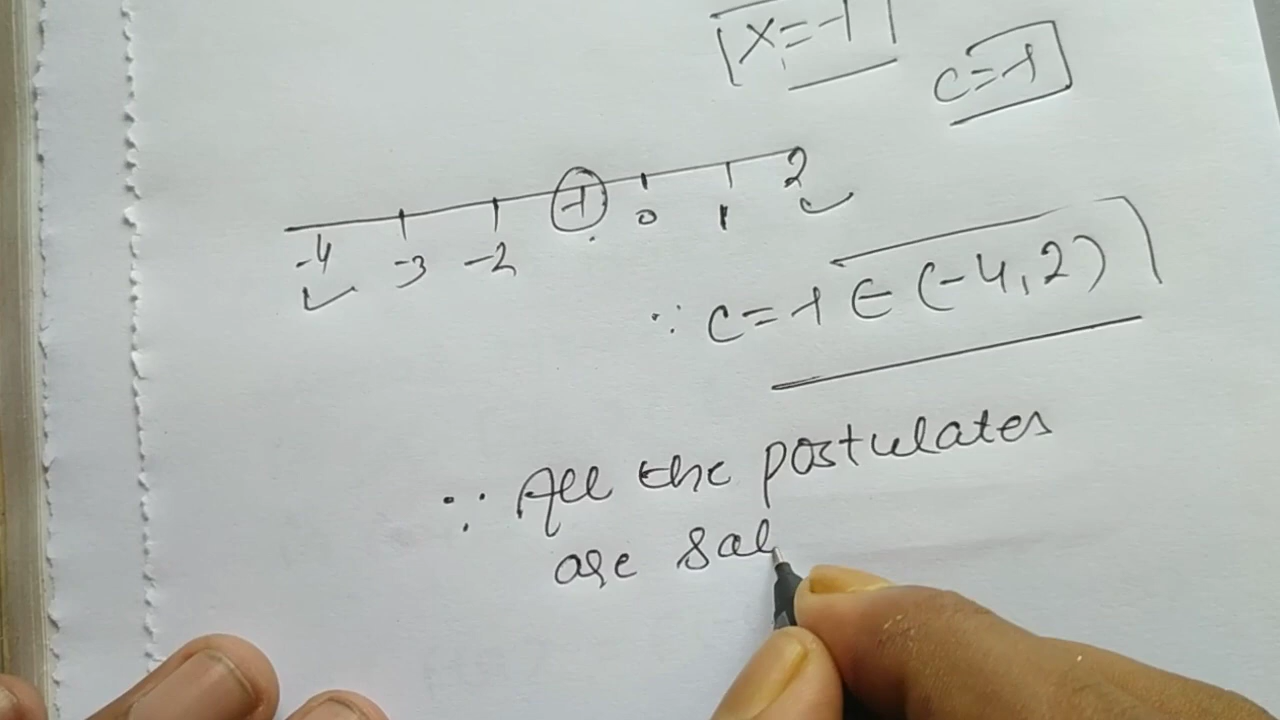 x=-1
c=-1
-4 -3 -2 -1 0 1 2
∵ c=-1 ∈ (-4,2)
∵ All the postulates
are sat